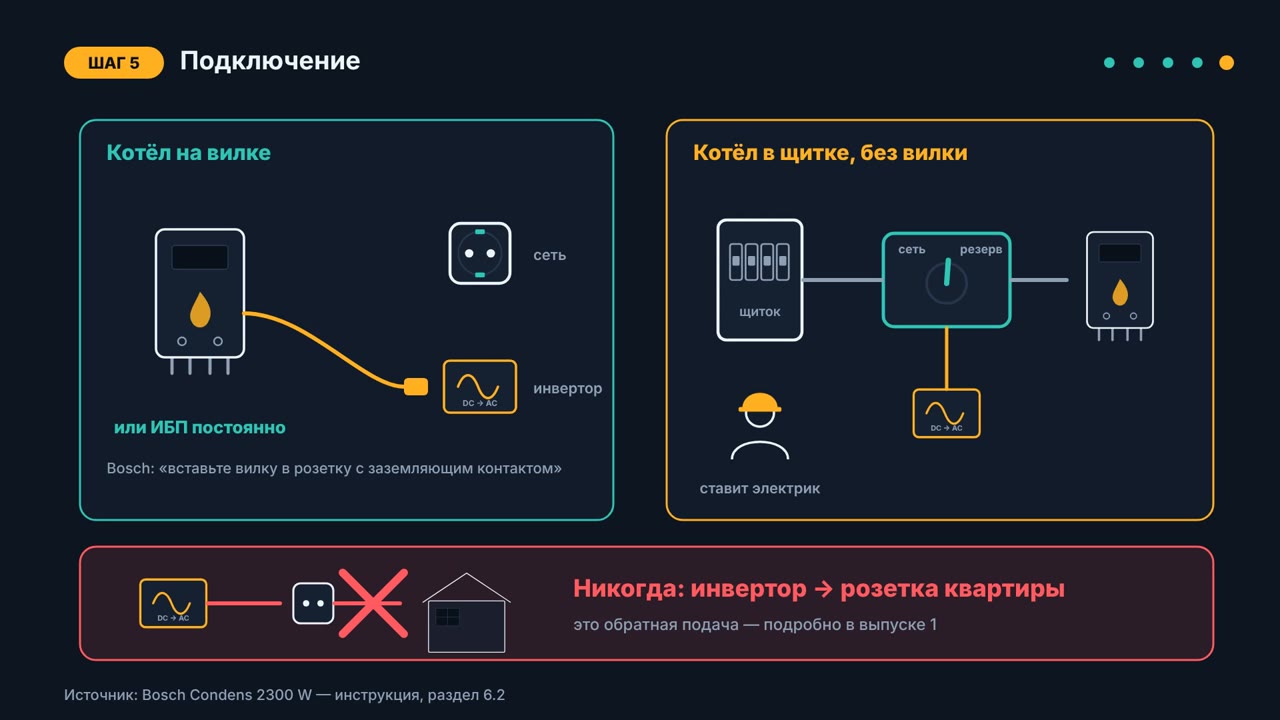 ШАГ 5
Подключение
Котёл на вилке
сеть
инвертор
DC → AC
или ИБП постоянно
Bosch: «вставьте вилку в розетку с заземляющим контактом»
Котёл в щитке, без вилки
щиток
сеть
резерв
DC → AC
ставит электрик
DC → AC
Никогда: инвертор → розетка квартиры
это обратная подача — подробно в выпуске 1
Источник: Bosch Condens 2300 W — инструкция, раздел 6.2